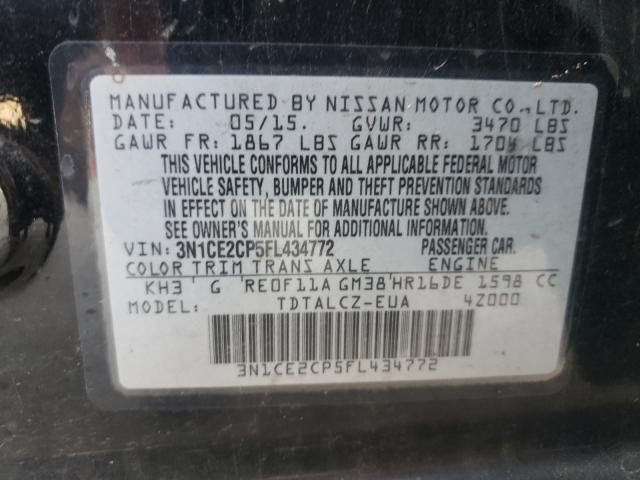 MANUFACTURED BY NISSAN MOTOR CO., LTD.
DATE: 05/15. GVWR: 3470 LBS
GAWR FR: 1867 LBS GAWR RR: 1704 LBS
THIS VEHICLE CONFORMS TO ALL APPLICABLE FEDERAL MOTOR
VEHICLE SAFETY, BUMPER AND THEFT PREVENTION STANDARDS
IN EFFECT ON THE DATE OF MANUFACTURE SHOWN ABOVE.
SEE OWNER'S MANUAL FOR ADDITIONAL INFORMATION.
VIN: 3N1CE2CP5FL434772 PASSENGER CAR.
COLOR TRIM TRANS AXLE ENGINE
KH3 G RE0F11A GM38 HR16DE 1598 CC
MODEL: TDTALCZ-EUA 4Z000
3N1CE2CP5FL434772